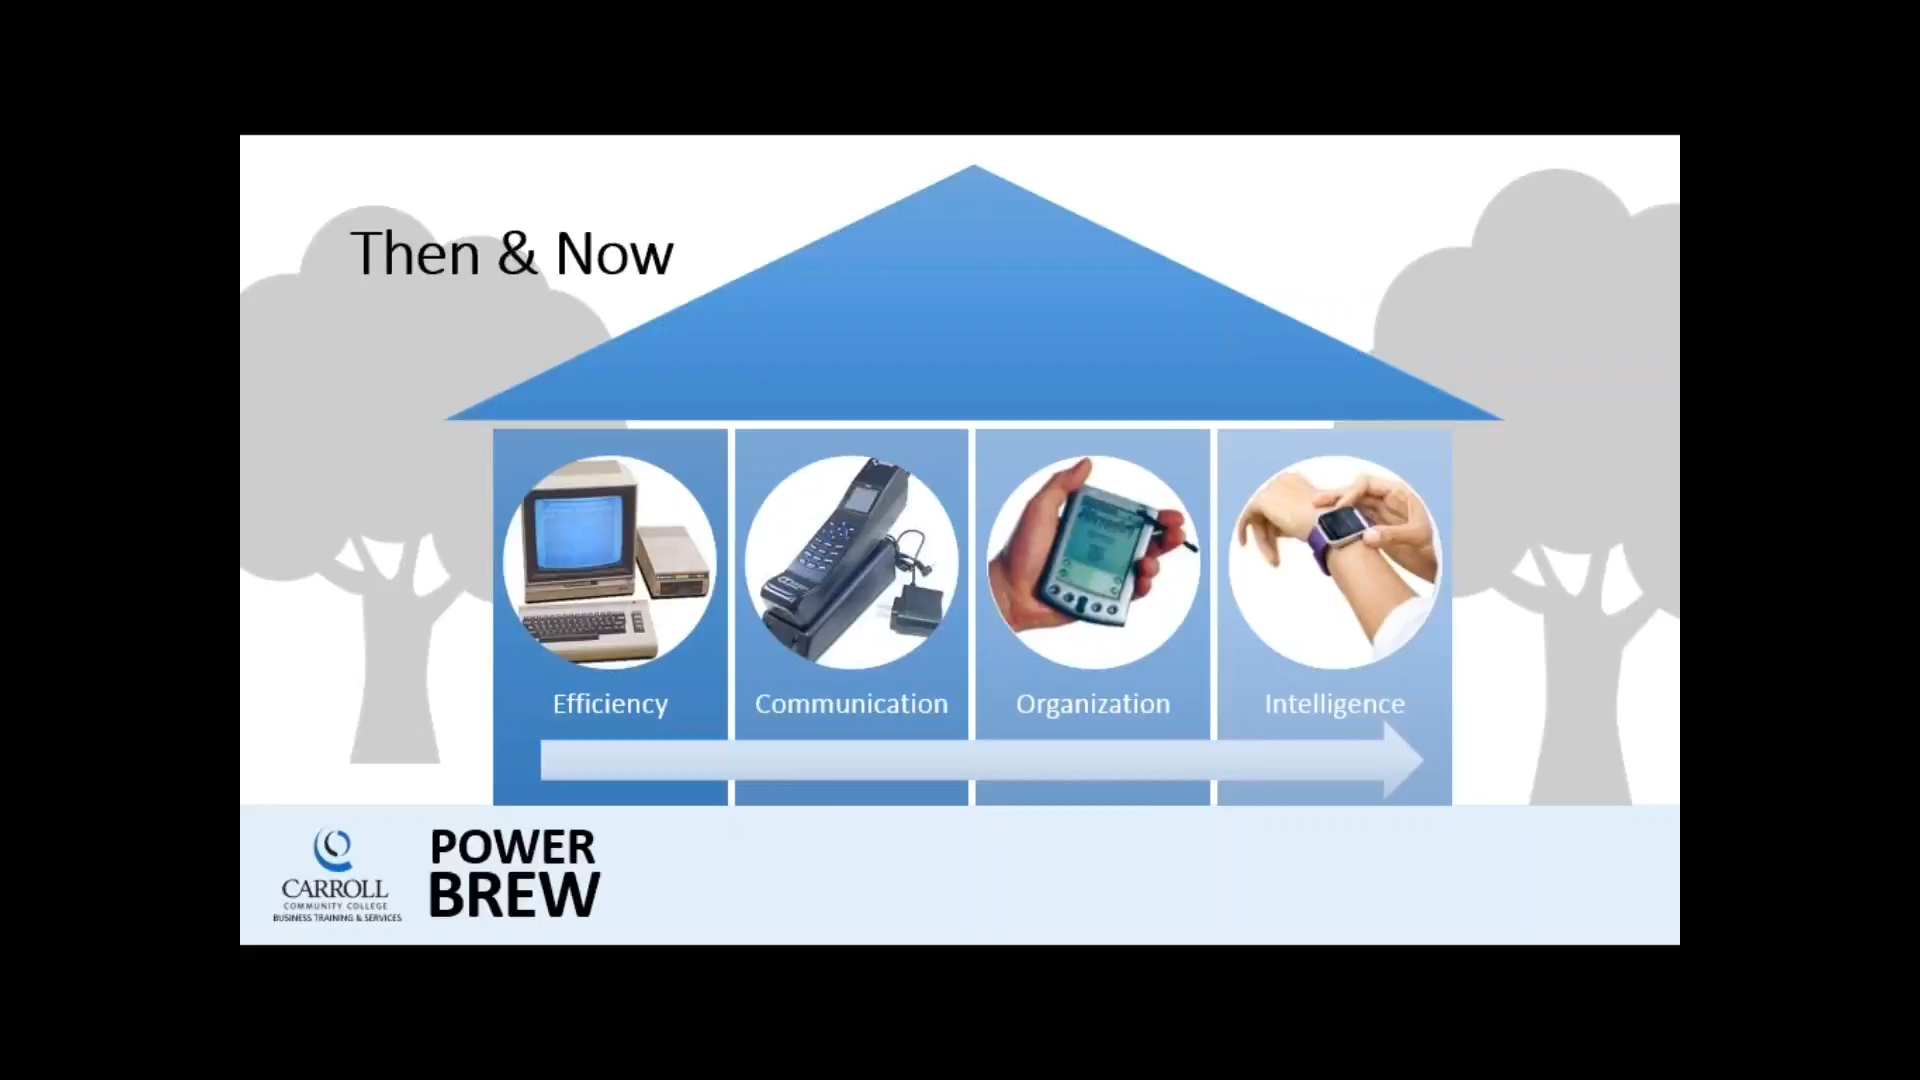 Then & Now
Efficiency
Communication
Organization
Intelligence
CARROLL
COMMUNITY COLLEGE
BUSINESS TRAINING & SERVICES
POWER
BREW